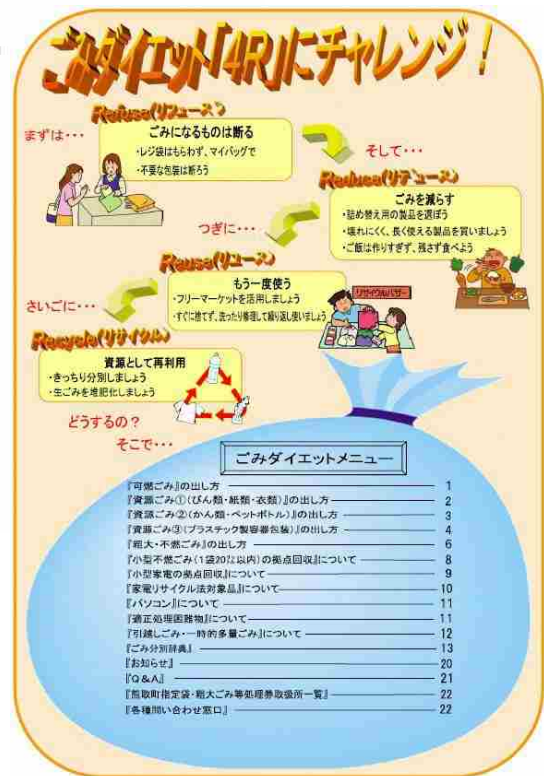 ごみダイエット「4R」にチャレンジ！
Refuse(リフューズ)
まずは・・・
ごみになるものは断る
・レジ袋はもらわず、マイバッグで
・不要な包装は断ろう
そして・・・
Reduce(リデュース)
ごみを減らす
・詰め替え用の製品を選ぼう
・壊れにくく、長く使える製品を買いましょう
・ご飯は作りすぎず、残さず食べよう
つぎに・・・
Reuse(リユース)
もう一度使う
・フリーマーケットを活用しましょう
・すぐに捨てず、洗ったり修理して繰り返し使いましょう
リサイクルバザー
さいごに・・・
Recycle(リサイクル)
資源として再利用
・きっちり分別しましょう
・生ごみを堆肥化しましょう
どうするの？
そこで・・・
ごみダイエットメニュー
『可燃ごみ』の出し方 1
『資源ごみ①(びん類・紙類・衣類)』の出し方 2
『資源ごみ②(かん類・ペットボトル)』の出し方 3
『資源ごみ③(プラスチック製容器包装)』の出し方 4
『粗大・不燃ごみ』の出し方 6
『小型不燃ごみ(1袋20㍑以内)の拠点回収』について 8
『小型家電の拠点回収』について 9
『家電リサイクル法対象品』について 10
『パソコン』について 11
『適正処理困難物』について 11
『引越しごみ・一時的多量ごみ』について 12
『ごみ分別辞典』 13
『お知らせ』 20
『Q&A』 21
『熊取町指定袋・粗大ごみ等処理券取扱所一覧』 22
『各種問い合わせ窓口』 22